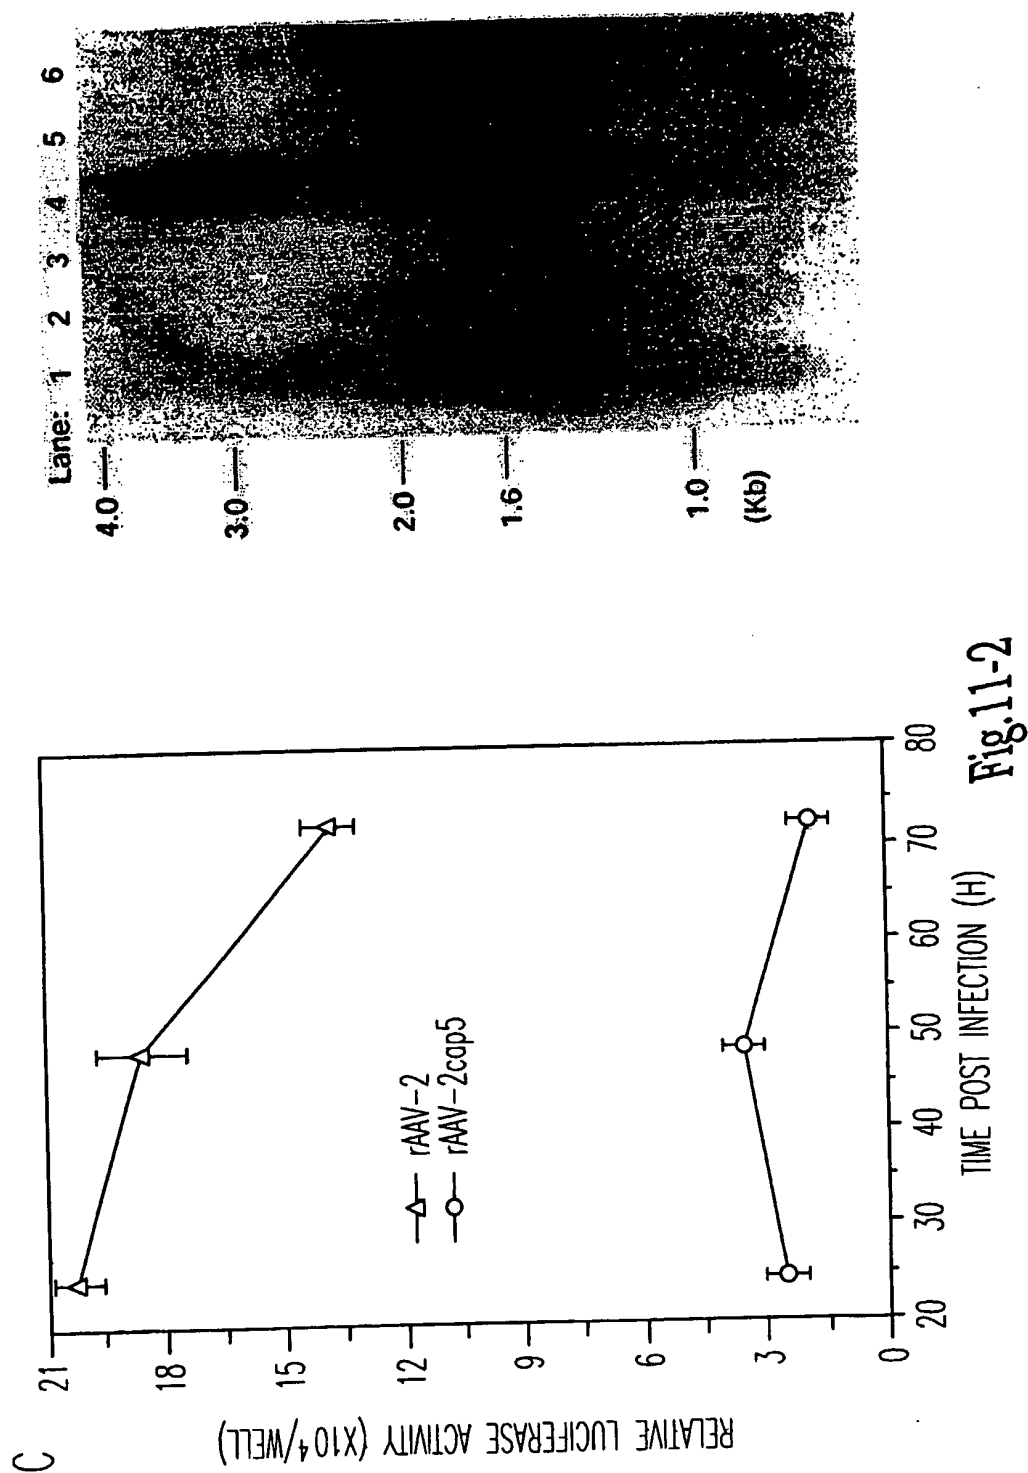 C
RELATIVE LUCIFERASE ACTIVITY (X10⁴/WELL)
21
18
15
12
9
6
3
0
rAAV-2
rAAV-2cap5
20
30
40
50
60
70
80
TIME POST INFECTION (H)
Lane: 1 2 3 4 5 6
4.0
3.0
2.0
1.6
1.0
(Kb)
Fig.11-2